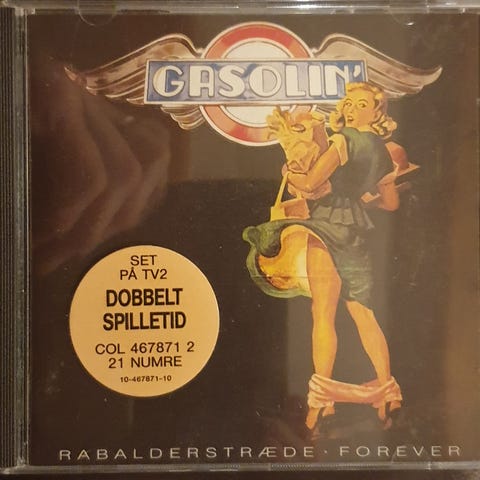 GASOLIN'
SET
PÅ TV2
DOBBELT
SPILLETID
COL 467871 2
21 NUMRE
10-467871-10
RABALDERSTRÆDE · FOREVER